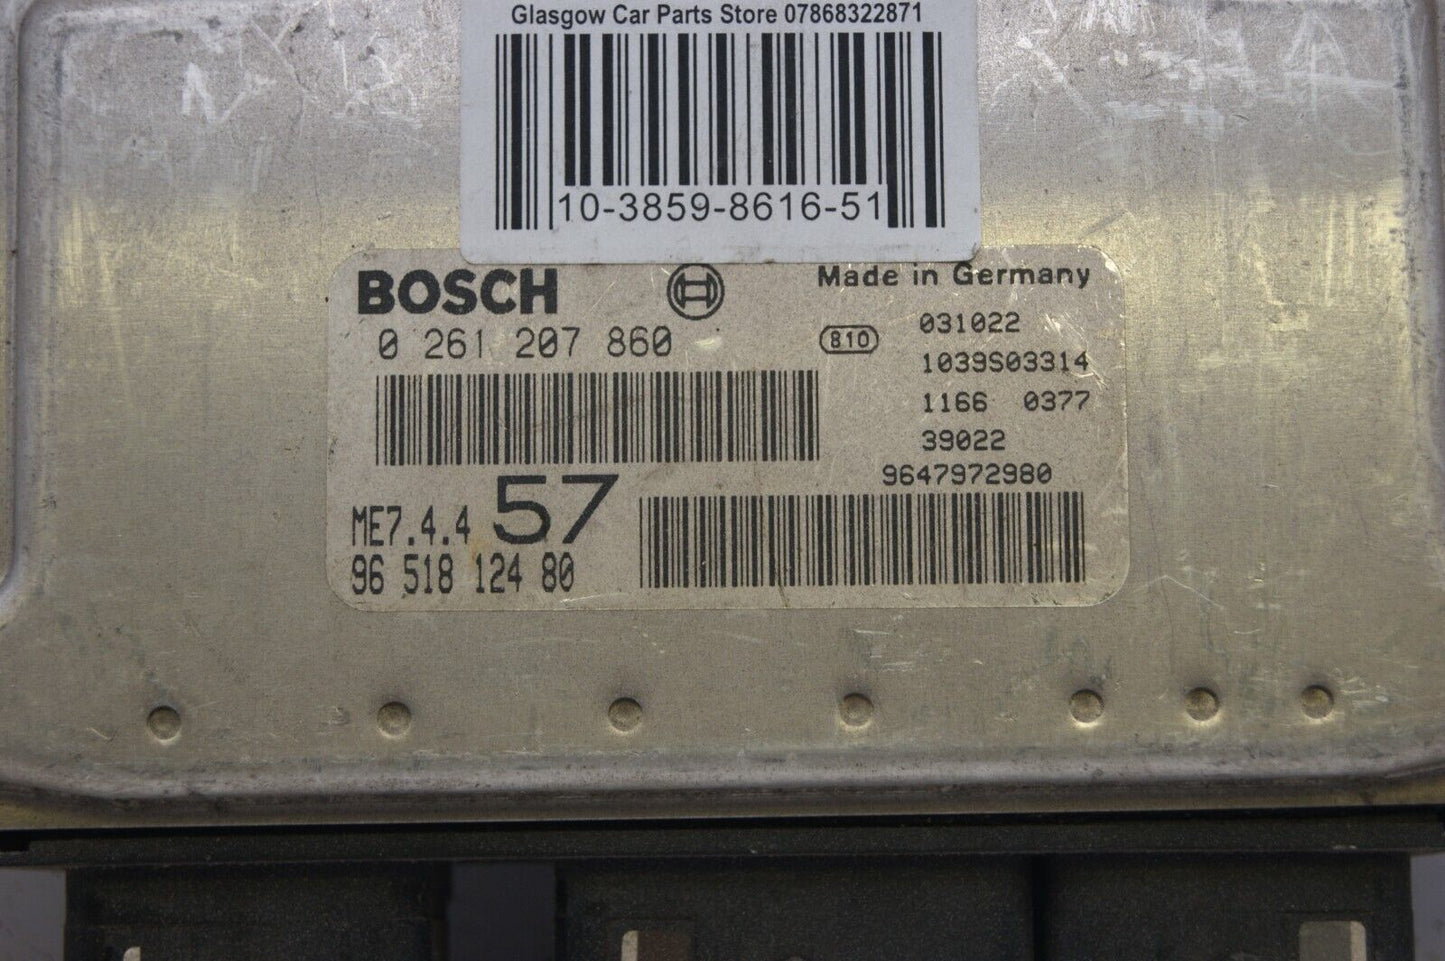 Glasgow Car Parts Store 07868322871
10-3859-8616-51
BOSCH
Made in Germany
0 261 207 860
810
031022
1039S03314
1166 0377
39022
9647972980
ME7.4.4 57
96 518 124 80